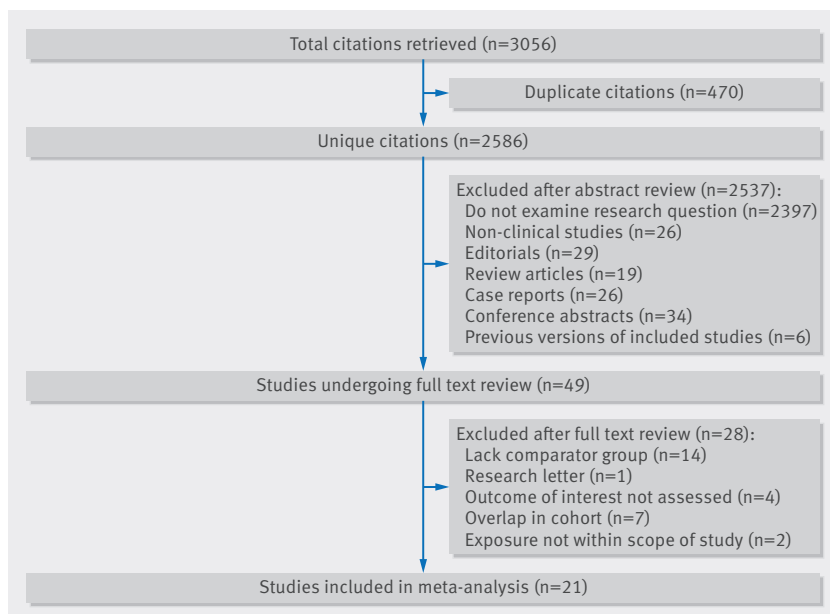 Total citations retrieved (n=3056)
Duplicate citations (n=470)
Unique citations (n=2586)
Excluded after abstract review (n=2537):
Do not examine research question (n=2397)
Non-clinical studies (n=26)
Editorials (n=29)
Review articles (n=19)
Case reports (n=26)
Conference abstracts (n=34)
Previous versions of included studies (n=6)
Studies undergoing full text review (n=49)
Excluded after full text review (n=28):
Lack comparator group (n=14)
Research letter (n=1)
Outcome of interest not assessed (n=4)
Overlap in cohort (n=7)
Exposure not within scope of study (n=2)
Studies included in meta-analysis (n=21)